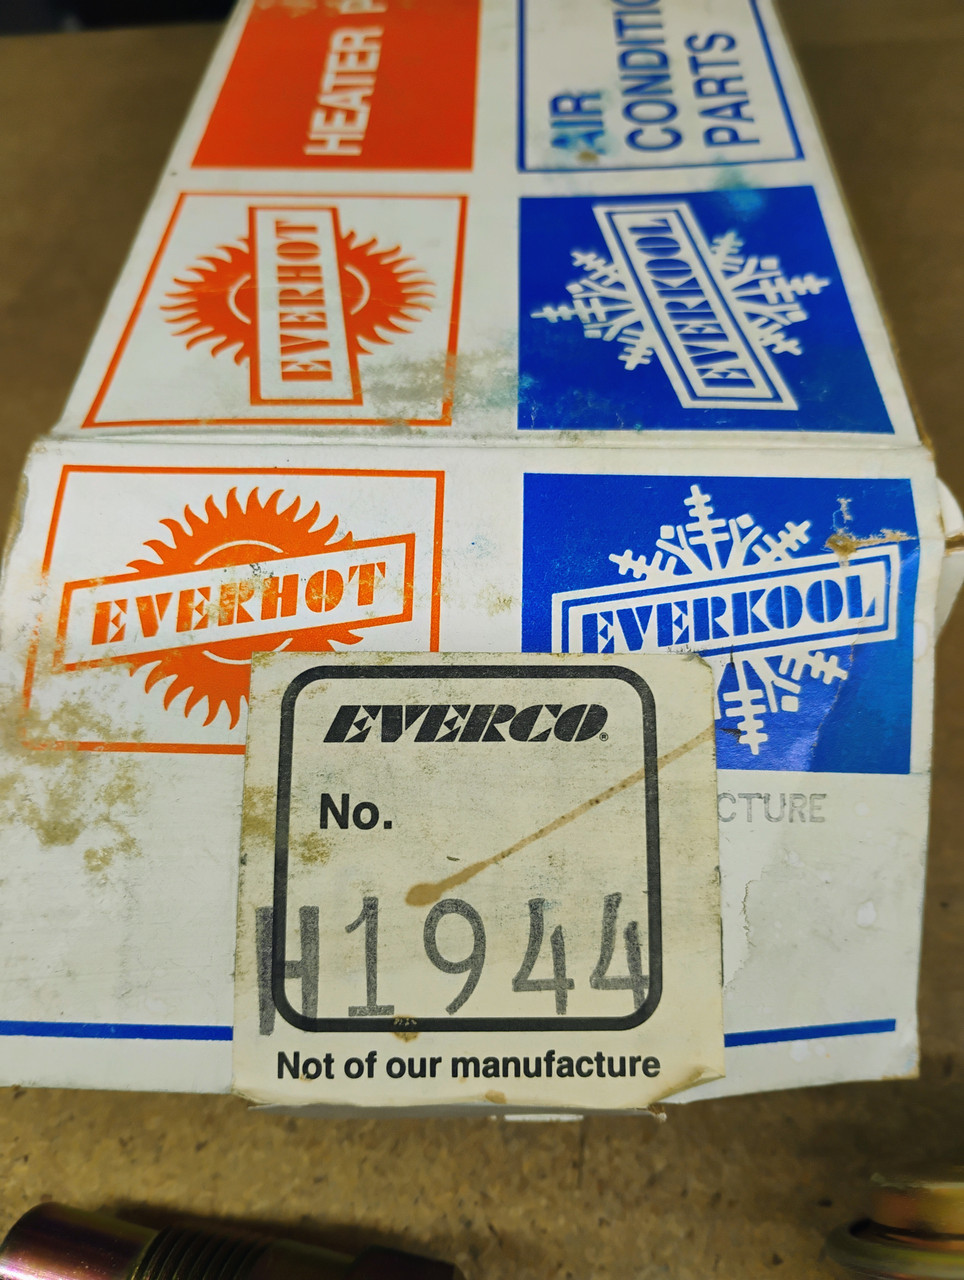 HEATER P
AIR
CONDITIO
PARTS
EVERHOT
EVERKOOL
EVERHOT
EVERKOOL
EVERCO®
No.
CTURE
H1944
Not of our manufacture